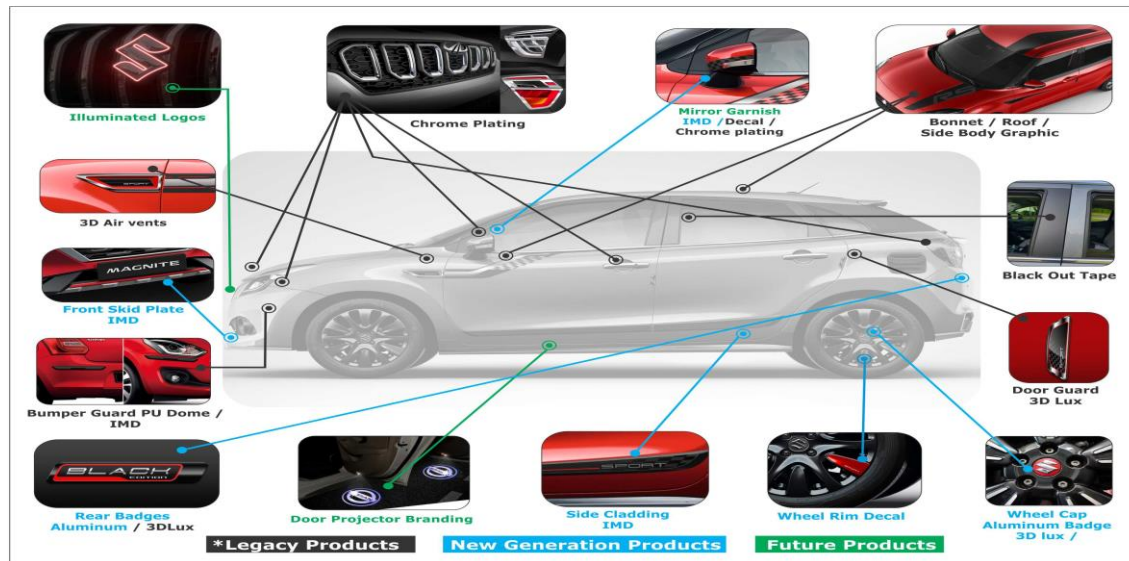 Illuminated Logos
Chrome Plating
Mirror Garnish
IMD /Decal /
Chrome plating
Bonnet / Roof /
Side Body Graphic
SPORT
3D Air vents
Black Out Tape
MAGNITE
Front Skid Plate
IMD
Bumper Guard PU Dome /
IMD
Door Guard
3D Lux
BLACK
EDITION
Rear Badges
Aluminum / 3DLux
Door Projector Branding
SPORT
Side Cladding
IMD
Wheel Rim Decal
Wheel Cap
Aluminum Badge
3D lux /
*Legacy Products
New Generation Products
Future Products